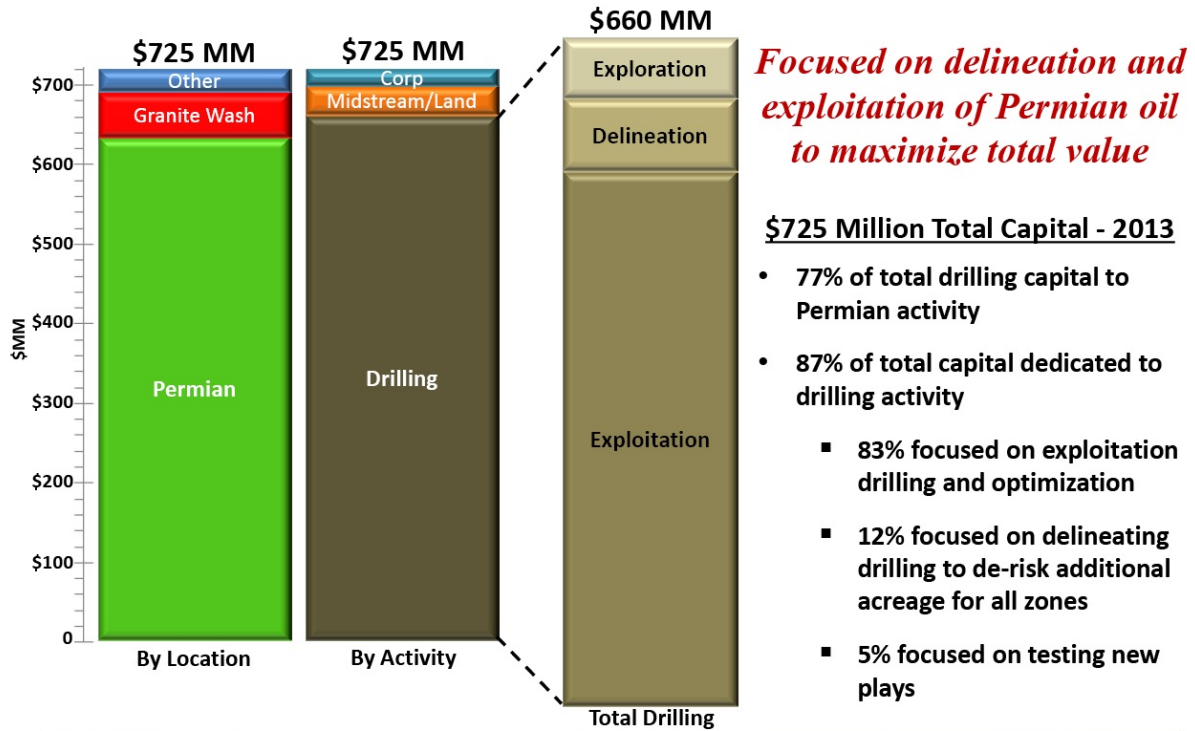 $725 MM
$725 MM
$660 MM
$MM
$700
$600
$500
$400
$300
$200
$100
0
Other
Granite Wash
Permian
By Location
Corp
Midstream/Land
Drilling
By Activity
Exploration
Delineation
Exploitation
Total Drilling
Focused on delineation and
exploitation of Permian oil
to maximize total value
$725 Million Total Capital - 2013
• 77% of total drilling capital to
Permian activity
• 87% of total capital dedicated to
drilling activity
▪ 83% focused on exploitation
drilling and optimization
▪ 12% focused on delineating
drilling to de-risk additional
acreage for all zones
▪ 5% focused on testing new
plays